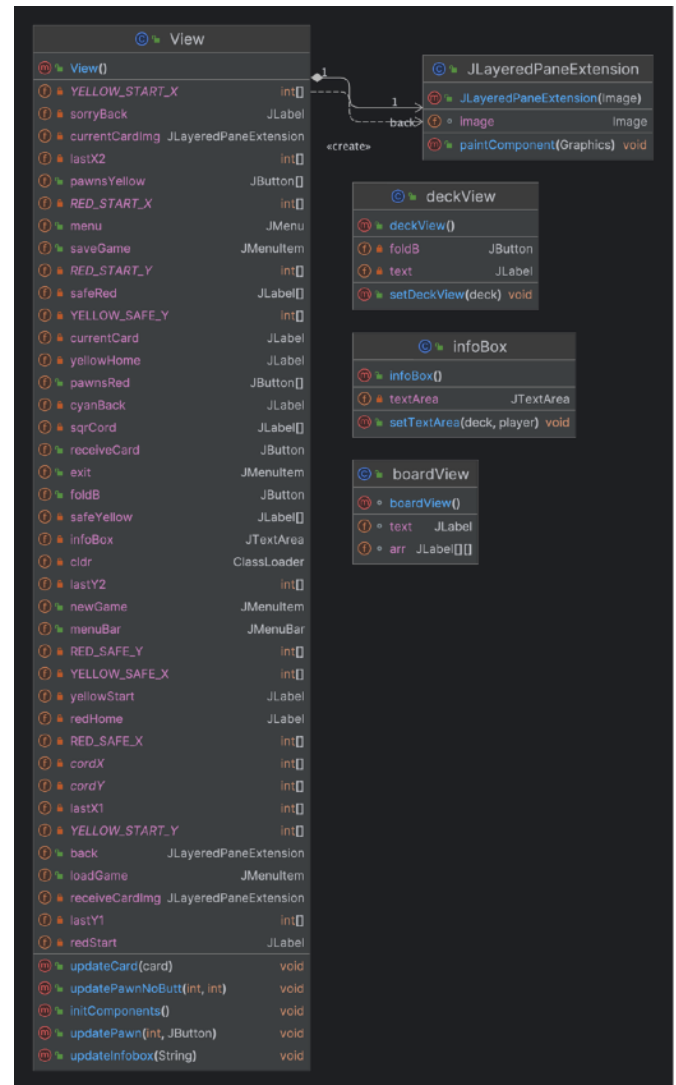 View
View()
YELLOW_START_X int[]
sorryBack JLabel
currentCardImg JLayeredPaneExtension
lastX2 int[]
pawnsYellow JButton[]
RED_START_X int[]
menu JMenu
saveGame JMenuItem
RED_START_Y int[]
safeRed JLabel[]
YELLOW_SAFE_Y int[]
currentCard JLabel
yellowHome JLabel
pawnsRed JButton[]
cyanBack JLabel
sqrCord JLabel[]
receiveCard JButton
exit JMenuItem
foldB JButton
safeYellow JLabel[]
infoBox JTextArea
cldr ClassLoader
lastY2 int[]
newGame JMenuItem
menuBar JMenuBar
RED_SAFE_Y int[]
YELLOW_SAFE_X int[]
yellowStart JLabel
redHome JLabel
RED_SAFE_X int[]
cordX int[]
cordY int[]
lastX1 int[]
YELLOW_START_Y int[]
back JLayeredPaneExtension
loadGame JMenuItem
receiveCardImg JLayeredPaneExtension
lastY1 int[]
redStart JLabel
updateCard(card) void
updatePawnNoButt(int, int) void
initComponents() void
updatePawn(int, JButton) void
updateInfobox(String) void
1
1
back
«create»
JLayeredPaneExtension
JLayeredPaneExtension(Image)
image Image
paintComponent(Graphics) void
deckView
deckView()
foldB JButton
text JLabel
setDeckView(deck) void
infoBox
infoBox()
textArea JTextArea
setTextArea(deck, player) void
boardView
boardView()
text JLabel
arr JLabel[][]